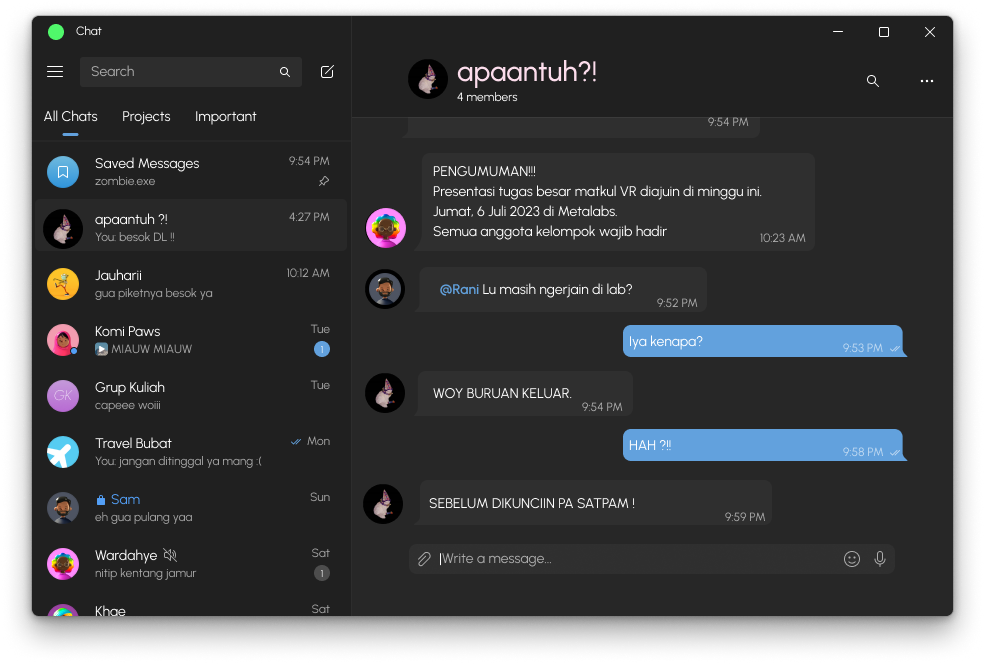 Chat
Search
All Chats Projects Important
Saved Messages 9:54 PM
zombie.exe
apaantuh ?! 4:27 PM
You: besok DL !!
Jauharii 10:12 AM
gua piketnya besok ya
Komi Paws Tue
MIAUW MIAUW 1
GK
Grup Kuliah Tue
capeee woiii
Travel Bubat Mon
You: jangan ditinggal ya mang :(
Sam Sun
eh gua pulang yaa
Wardahye Sat
nitip kentang jamur 1
Khae Sat
apaantuh?!
4 members
9:54 PM
PENGUMUMAN!!!
Presentasi tugas besar matkul VR diajuin di minggu ini.
Jumat, 6 Juli 2023 di Metalabs.
Semua anggota kelompok wajib hadir
10:23 AM
@Rani Lu masih ngerjain di lab?
9:52 PM
Iya kenapa?
9:53 PM
WOY BURUAN KELUAR.
9:54 PM
HAH ?!!
9:58 PM
SEBELUM DIKUNCIIN PA SATPAM !
9:59 PM
Write a message...